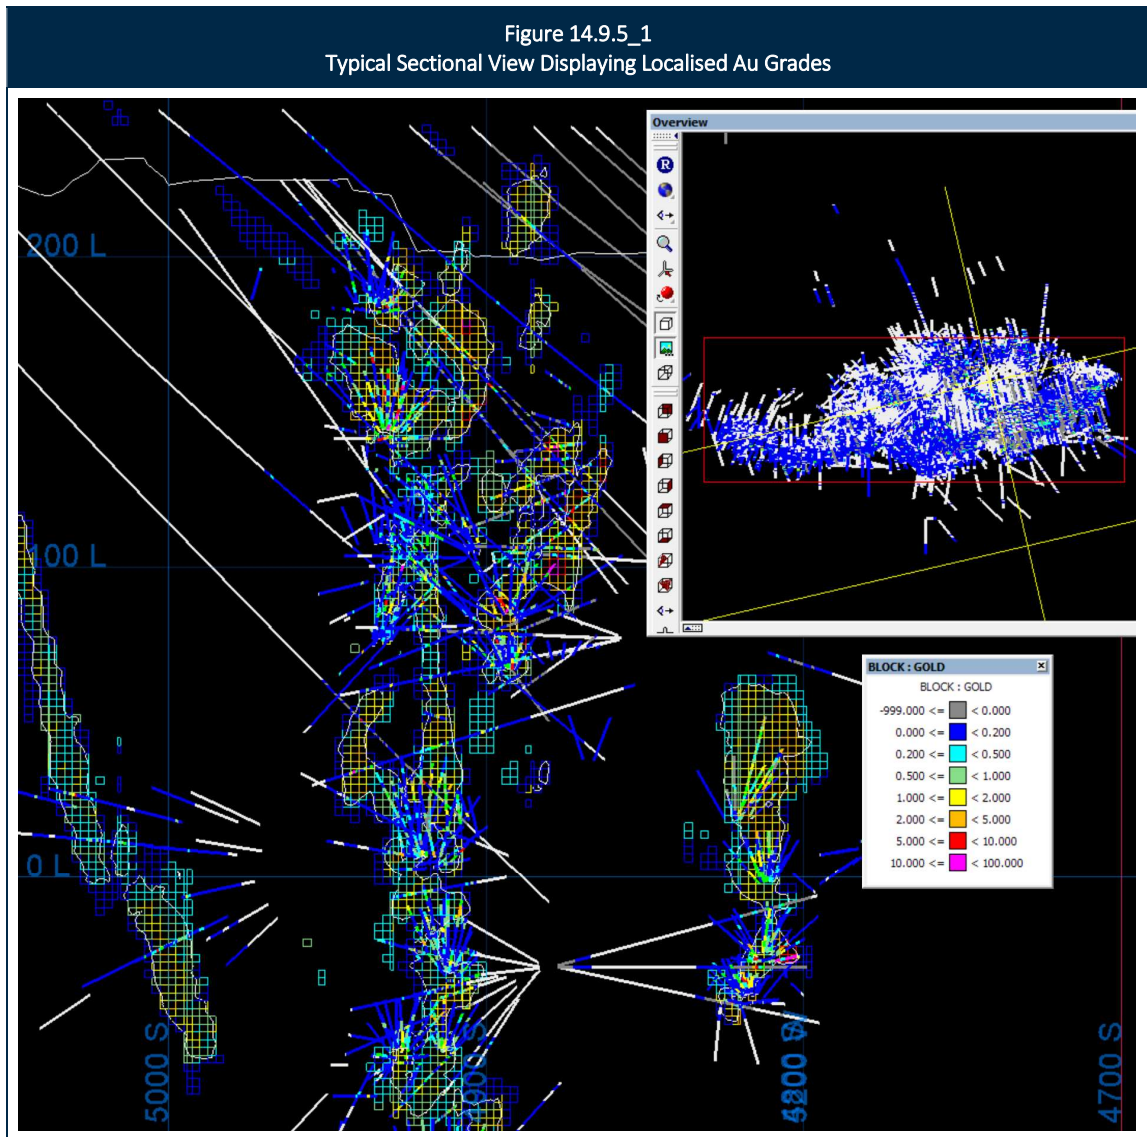 Figure 14.9.5_1
Typical Sectional View Displaying Localised Au Grades
Overview
R
200 L
100 L
0 L
BLOCK : GOLD
BLOCK : GOLD
-999.000 <= < 0.000
0.000 <= < 0.200
0.200 <= < 0.500
0.500 <= < 1.000
1.000 <= < 2.000
2.000 <= < 5.000
5.000 <= < 10.000
10.000 <= < 100.000
5000 S
4700 S